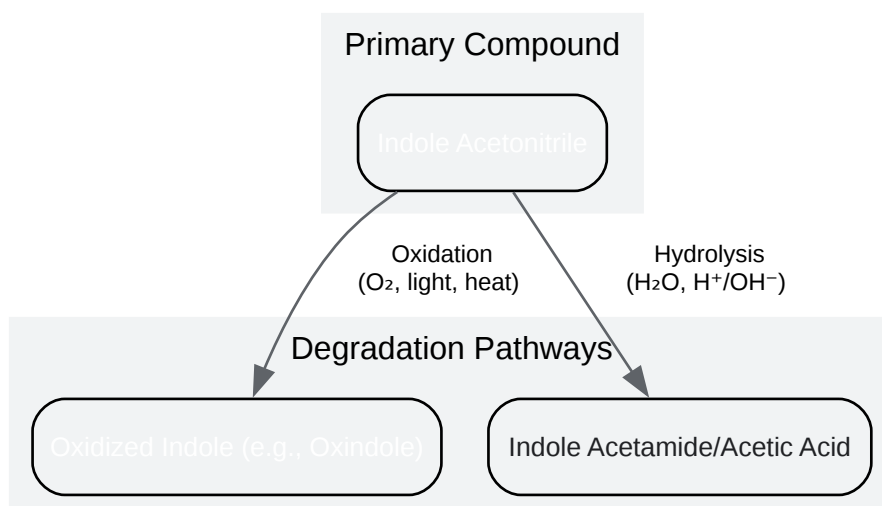 Primary Compound
Indole Acetonitrile
Oxidation
(O₂, light, heat)
Hydrolysis
(H₂O, H⁺/OH⁻)
Degradation Pathways
Oxidized Indole (e.g., Oxindole)
Indole Acetamide/Acetic Acid